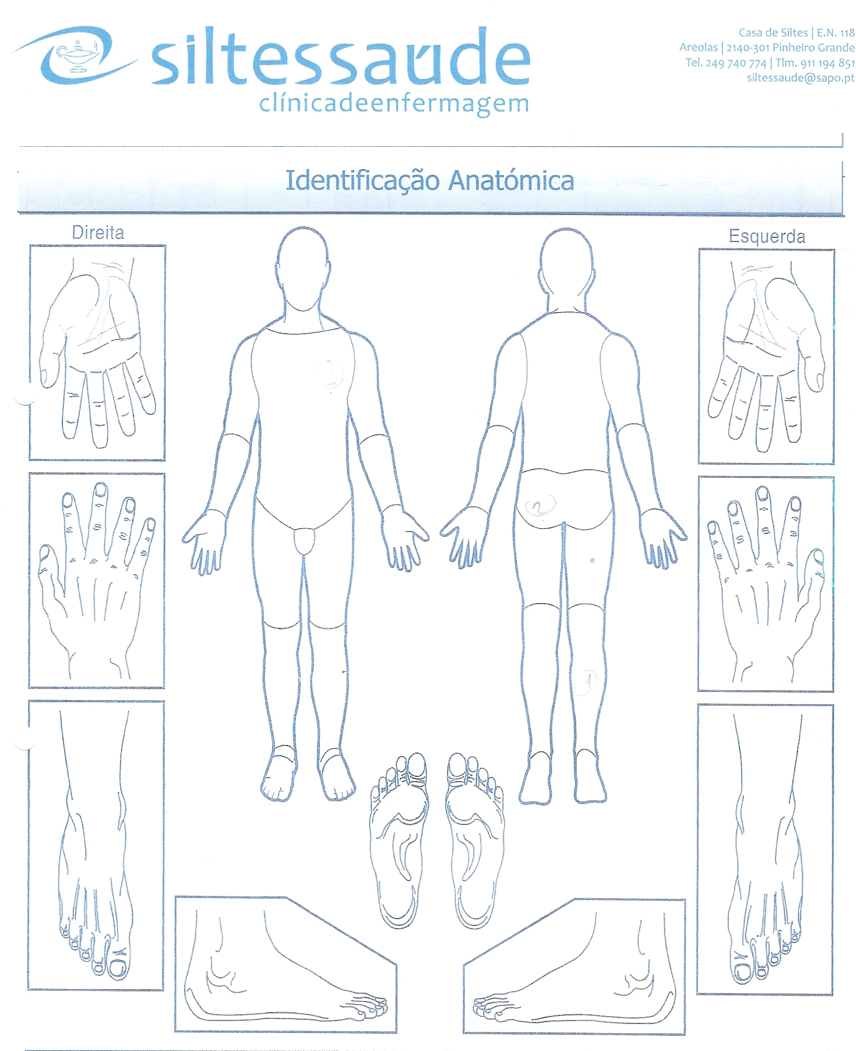 siltessaúde
clínicadeenfermagem
Casa de Siltes | E.N. 118
Areolas | 2140-301 Pinheiro Grande
Tel. 249 740 774 | Tlm. 911 194 851
siltessaude@sapo.pt
Identificação Anatómica
Direita
Esquerda
3
2
1